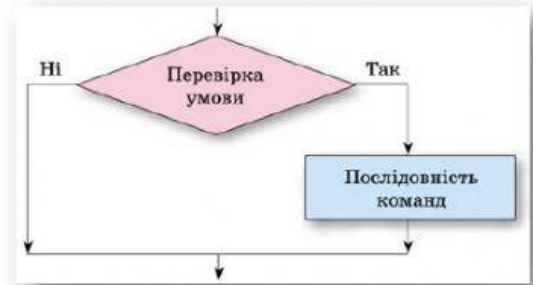 Ні
Перевірка
умови
Так
Послідовність
команд